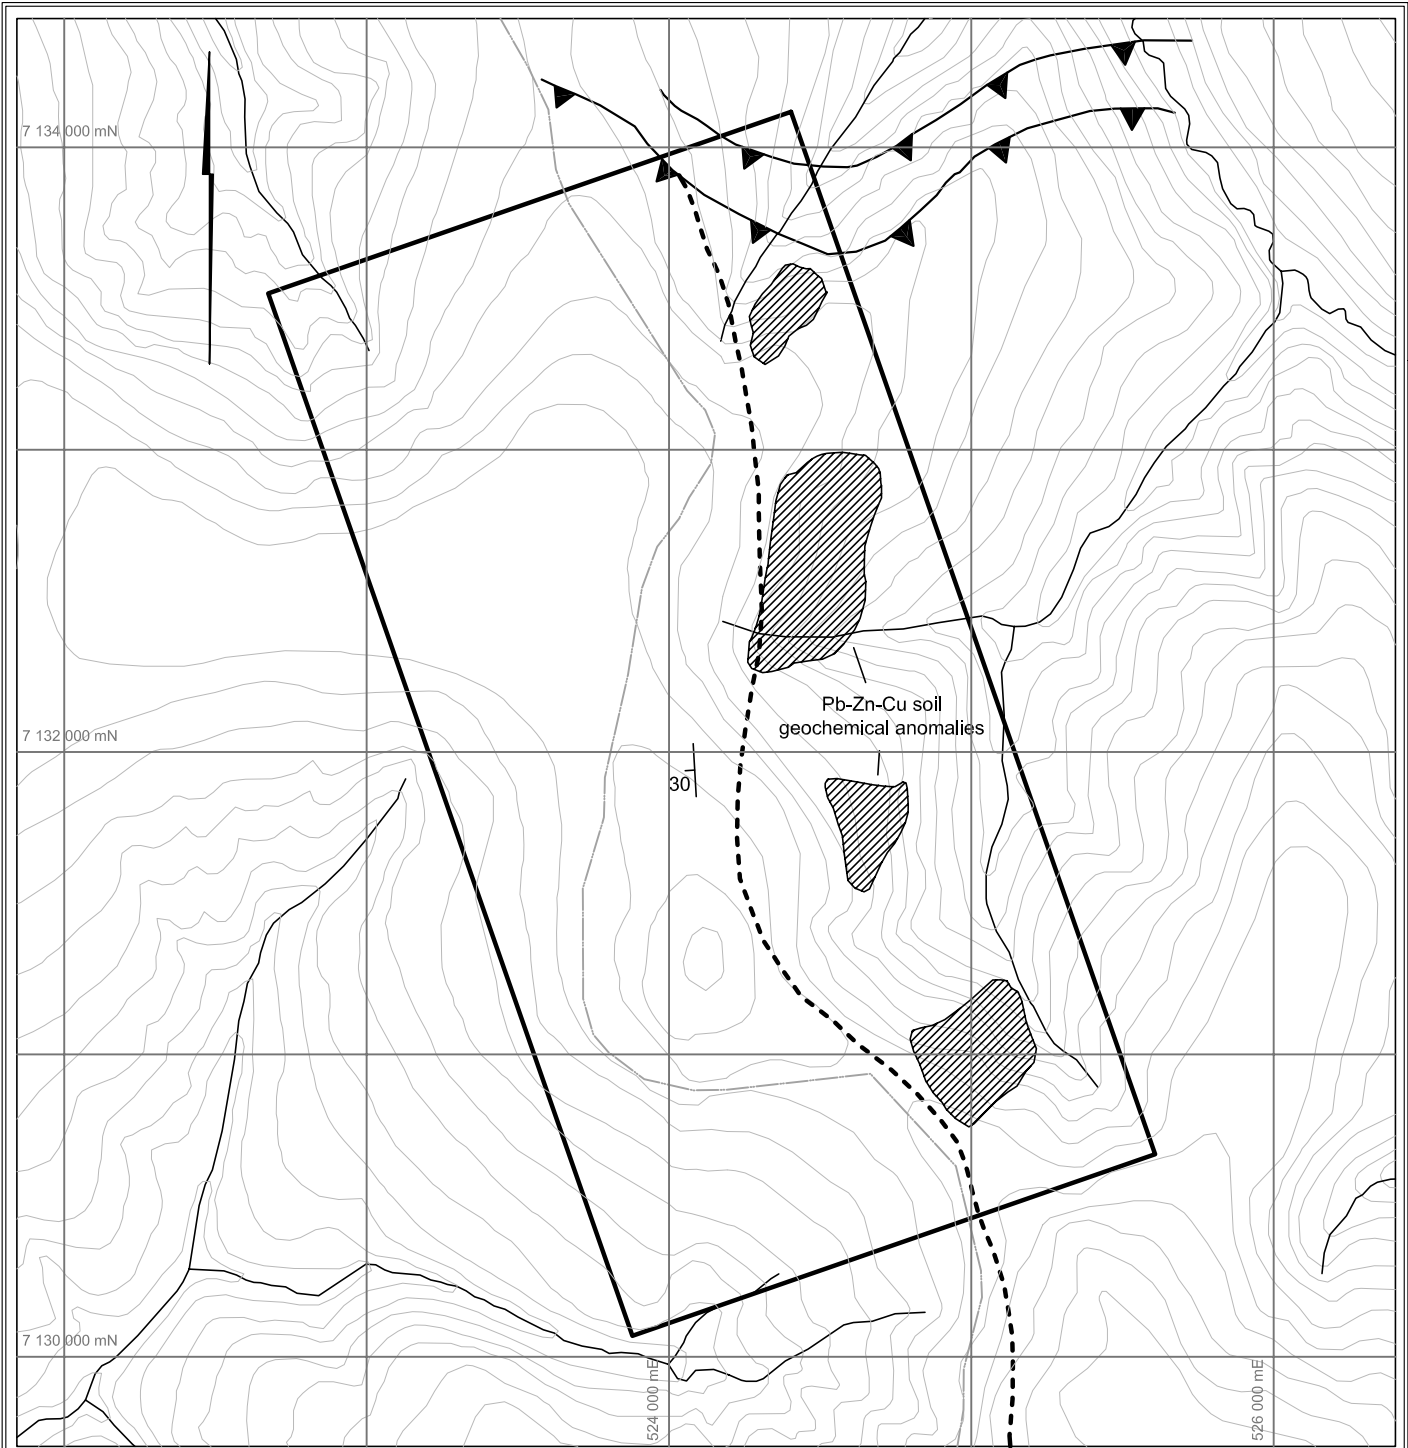 7 134 000 mN
Pb-Zn-Cu soil
geochemical anomalies
7 132 000 mN
30
7 130 000 mN
524 000 mE
526 000 mE